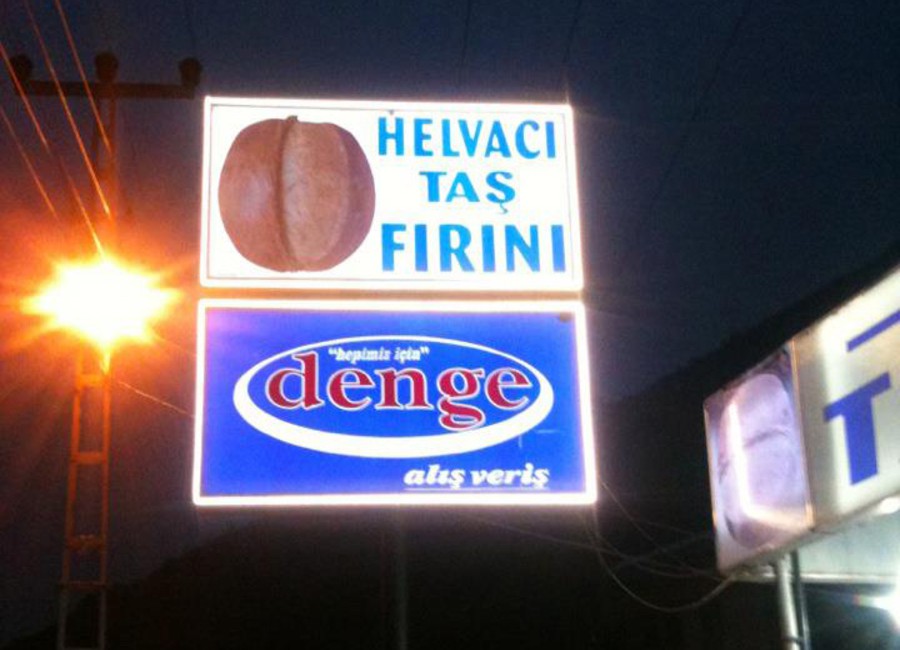 HELVACI
TAŞ
FIRINI
"hepimiz için"
denge
alış veriş
T